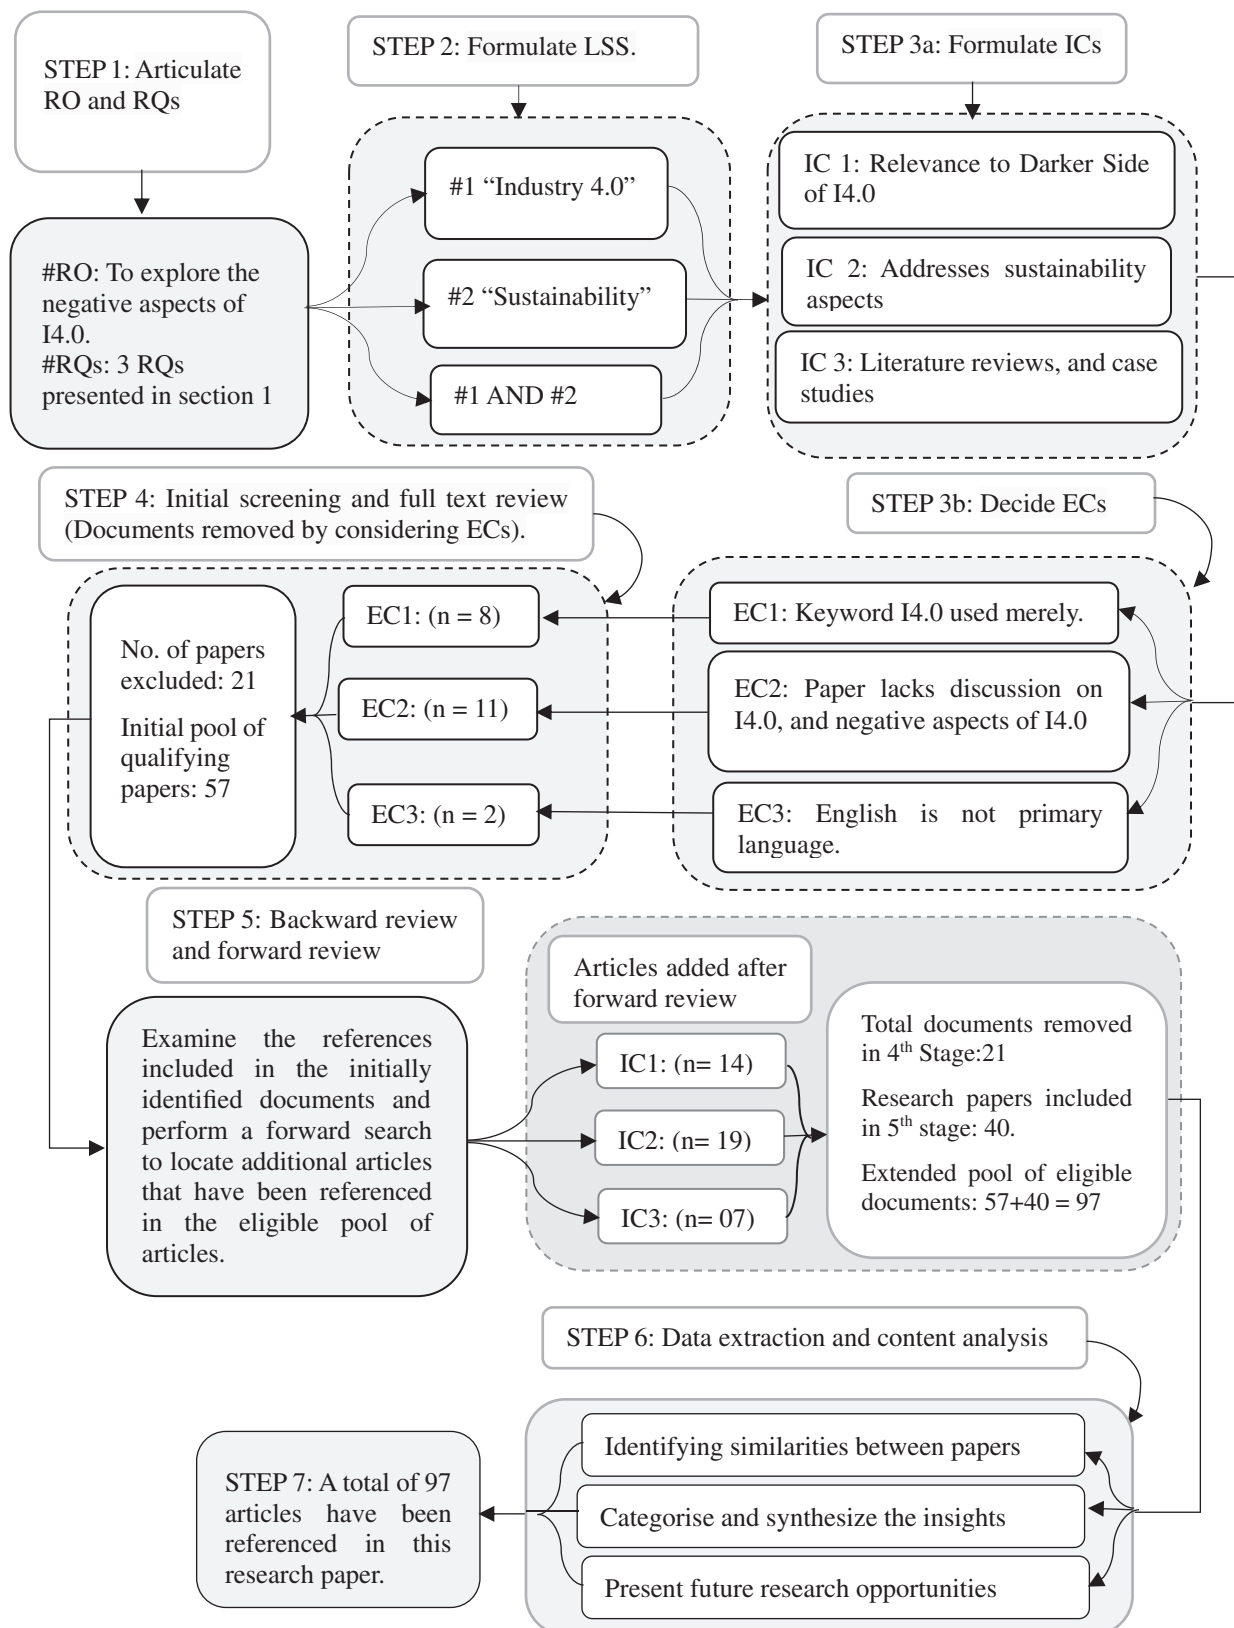 STEP 1: Articulate
RO and RQs
STEP 2: Formulate LSS.
STEP 3a: Formulate ICs
#RO: To explore the
negative aspects of
I4.0.
#RQs: 3 RQs
presented in section 1
#1 “Industry 4.0”
#2 “Sustainability”
#1 AND #2
IC 1: Relevance to Darker Side
of I4.0
IC 2: Addresses sustainability
aspects
IC 3: Literature reviews, and case
studies
STEP 3b: Decide ECs
EC1: Keyword I4.0 used merely.
EC2: Paper lacks discussion on
I4.0, and negative aspects of I4.0
EC3: English is not primary
language.
STEP 4: Initial screening and full text review
(Documents removed by considering ECs).
EC1: (n = 8)
EC2: (n = 11)
EC3: (n = 2)
No. of papers
excluded: 21
Initial pool of
qualifying
papers: 57
STEP 5: Backward review
and forward review
Examine the references
included in the initially
identified documents and
perform a forward search
to locate additional articles
that have been referenced
in the eligible pool of
articles.
Articles added after
forward review
IC1: (n= 14)
IC2: (n= 19)
IC3: (n= 07)
Total documents removed
in 4th Stage:21
Research papers included
in 5th stage: 40.
Extended pool of eligible
documents: 57+40 = 97
STEP 6: Data extraction and content analysis
Identifying similarities between papers
Categorise and synthesize the insights
Present future research opportunities
STEP 7: A total of 97
articles have been
referenced in this
research paper.